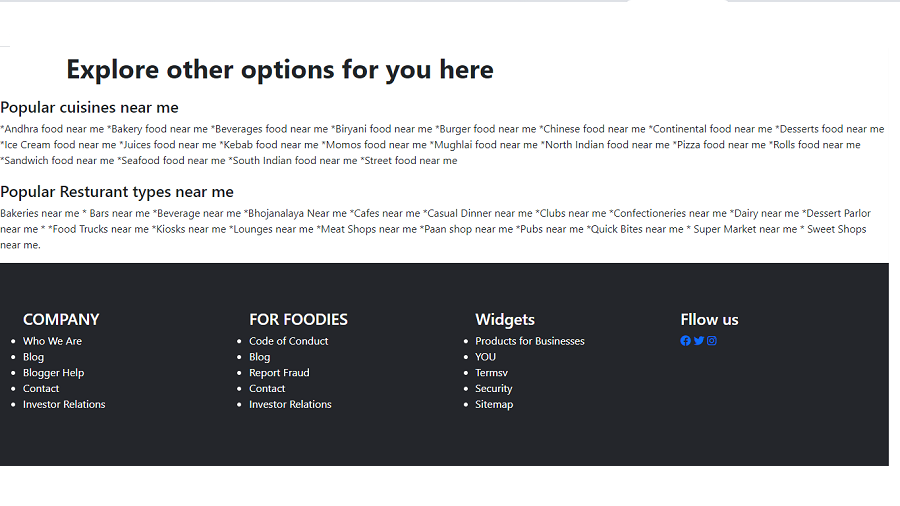 Explore other options for you here
Popular cuisines near me
*Andhra food near me *Bakery food near me *Beverages food near me *Biryani food near me *Burger food near me *Chinese food near me *Continental food near me *Desserts food near me
*Ice Cream food near me *Juices food near me *Kebab food near me *Momos food near me *Mughlai food near me *North Indian food near me *Pizza food near me *Rolls food near me
*Sandwich food near me *Seafood food near me *South Indian food near me *Street food near me
Popular Resturant types near me
Bakeries near me * Bars near me *Beverage near me *Bhojanalaya Near me *Cafes near me *Casual Dinner near me *Clubs near me *Confectioneries near me *Dairy near me *Dessert Parlor
near me * *Food Trucks near me *Kiosks near me *Lounges near me *Meat Shops near me *Paan shop near me *Pubs near me *Quick Bites near me * Super Market near me * Sweet Shops
near me.
COMPANY
Who We Are
Blog
Blogger Help
Contact
Investor Relations
FOR FOODIES
Code of Conduct
Blog
Report Fraud
Contact
Investor Relations
Widgets
Products for Businesses
YOU
Termsv
Security
Sitemap
Fllow us